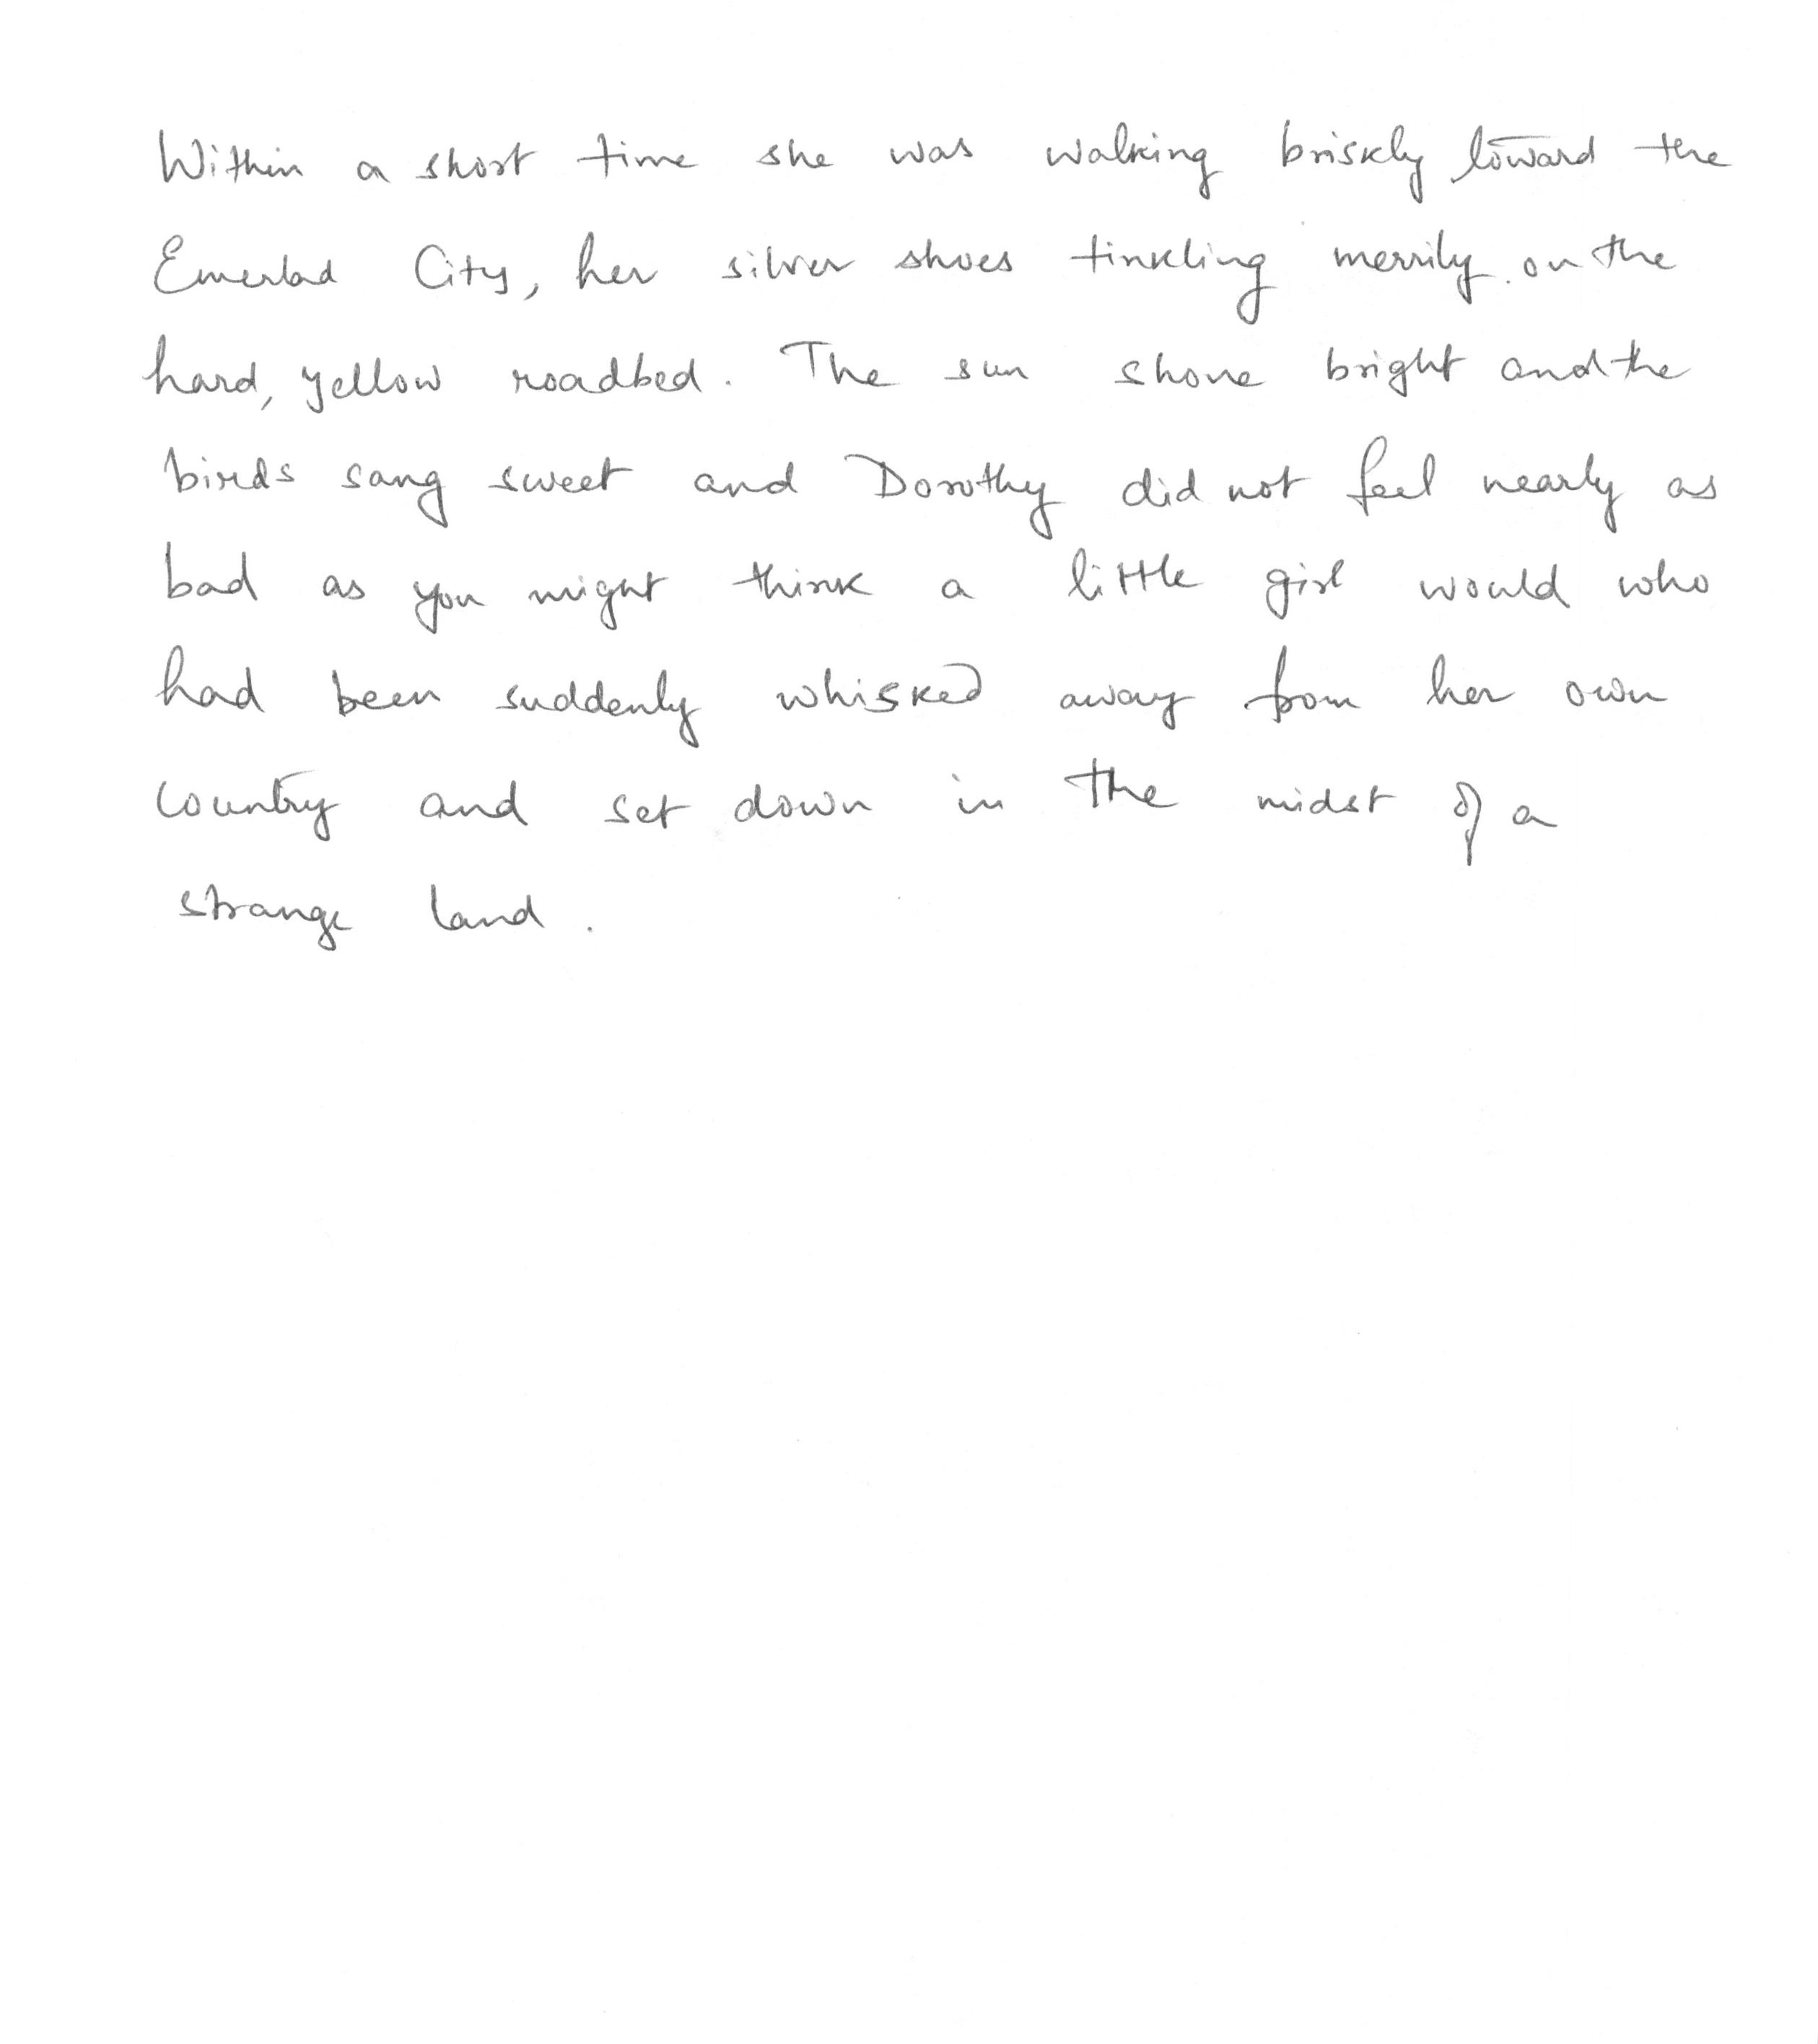 Within a short time she was walking briskly toward the
Emerlad City, her silver shoes tinkling merrily on the
hard, yellow roadbed. The sun shone bright and the
birds sang sweet and Dorothy did not feel nearly as
bad as you might think a little girl would who
had been suddenly whisked away from her own
country and set down in the midst of a
strange land.